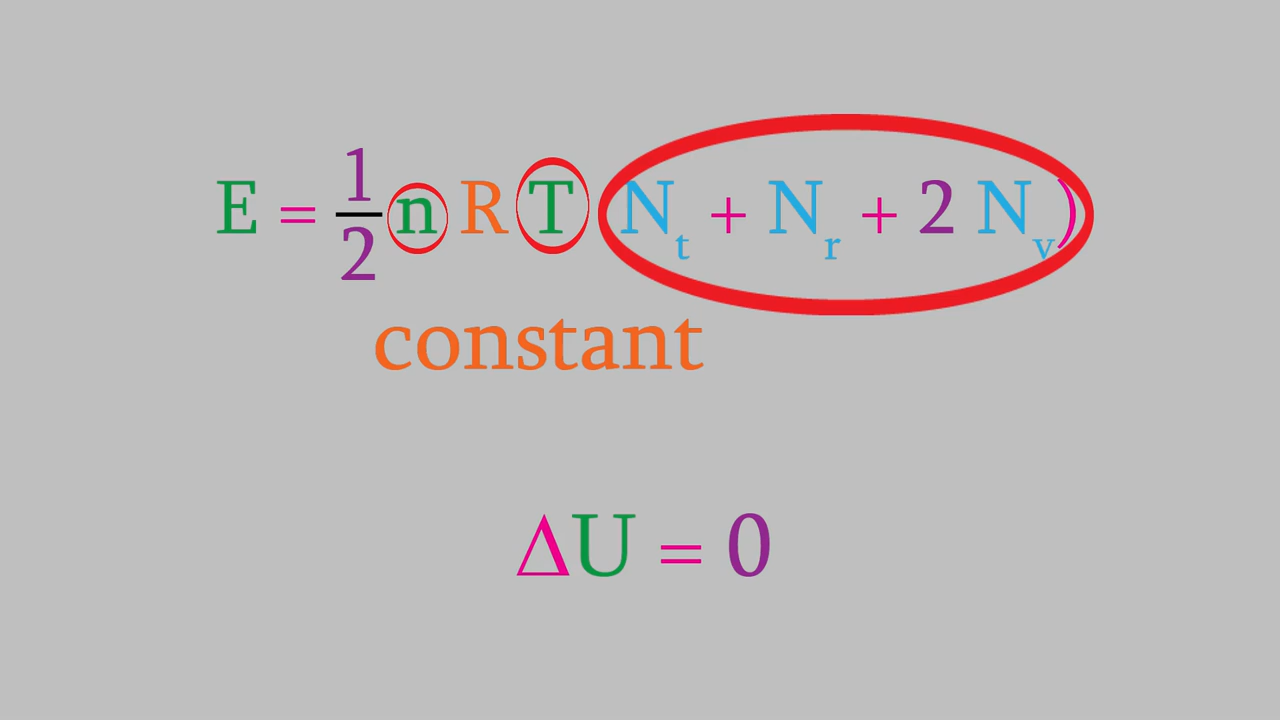 E = 1/2 n R T (N_t + N_r + 2 N_v)
constant
ΔU = 0